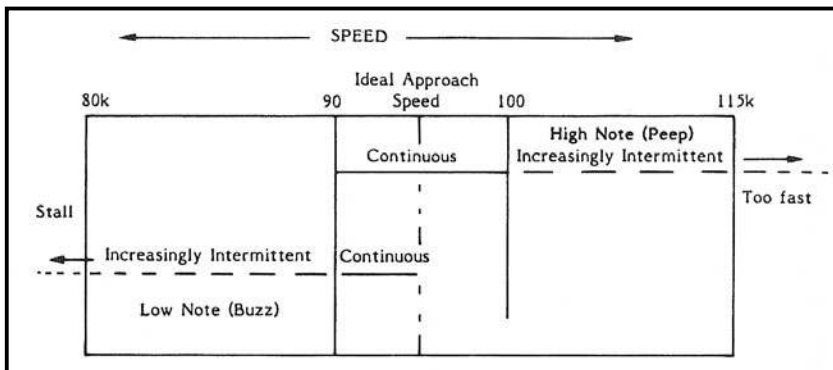 SPEED
Ideal Approach
80k 90 Speed 100 115k
High Note (Peep)
Continuous Increasingly Intermittent
Too fast
Stall
Increasingly Intermittent Continuous
Low Note (Buzz)